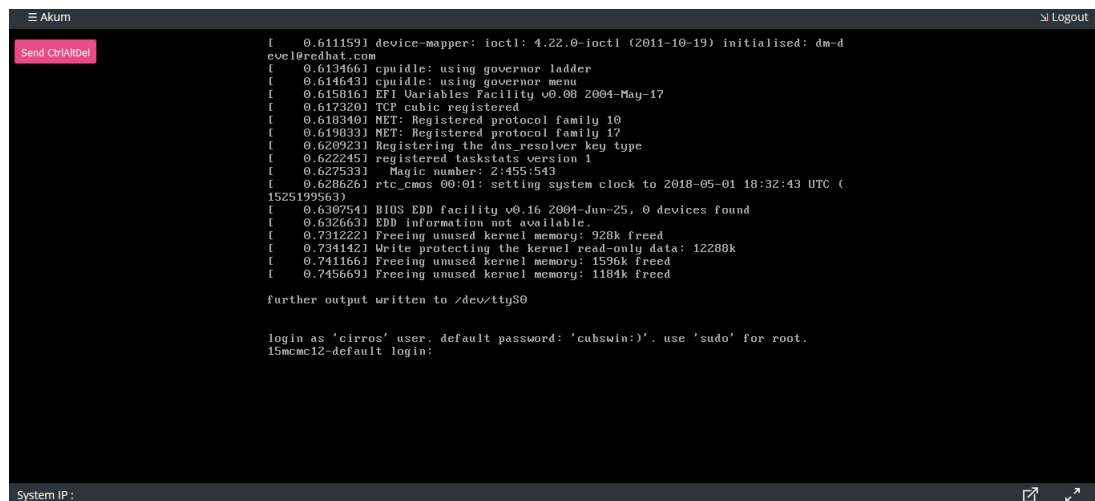 ☰ Akum
Logout
Send CtrlAltDel
[    0.611159] device-mapper: ioctl: 4.22.0-ioctl (2011-10-19) initialised: dm-d
evel@redhat.com
[    0.613466] cpuidle: using governor ladder
[    0.614643] cpuidle: using governor menu
[    0.615816] EFI Variables Facility v0.08 2004-May-17
[    0.617320] TCP cubic registered
[    0.618340] NET: Registered protocol family 10
[    0.619833] NET: Registered protocol family 17
[    0.620923] Registering the dns_resolver key type
[    0.622245] registered taskstats version 1
[    0.627533]   Magic number: 2:455:543
[    0.628626] rtc_cmos 00:01: setting system clock to 2018-05-01 18:32:43 UTC (
1525199563)
[    0.630754] BIOS EDD facility v0.16 2004-Jun-25, 0 devices found
[    0.632663] EDD information not available.
[    0.731222] Freeing unused kernel memory: 928k freed
[    0.734142] Write protecting the kernel read-only data: 12288k
[    0.741166] Freeing unused kernel memory: 1596k freed
[    0.745669] Freeing unused kernel memory: 1184k freed
further output written to /dev/ttyS0
login as 'cirros' user. default password: 'cubswin:)'. use 'sudo' for root.
15mcmc12-default login:
System IP :